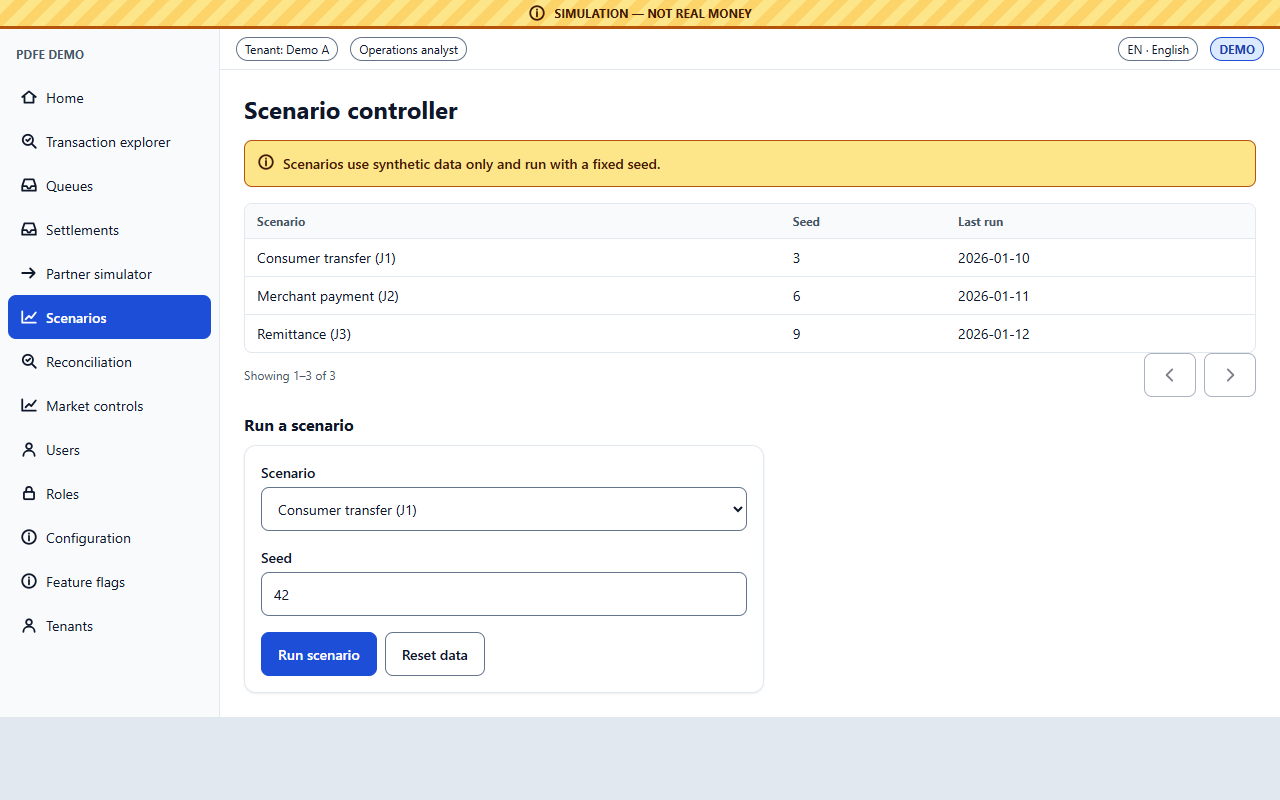 SIMULATION — NOT REAL MONEY
PDFE DEMO
Tenant: Demo A
Operations analyst
EN · English
DEMO
Home
Transaction explorer
Queues
Settlements
Partner simulator
Scenarios
Reconciliation
Market controls
Users
Roles
Configuration
Feature flags
Tenants
Scenario controller
Scenarios use synthetic data only and run with a fixed seed.
Scenario Seed Last run
Consumer transfer (J1) 3 2026-01-10
Merchant payment (J2) 6 2026-01-11
Remittance (J3) 9 2026-01-12
Showing 1–3 of 3
Run a scenario
Scenario
Consumer transfer (J1)
Seed
42
Run scenario
Reset data